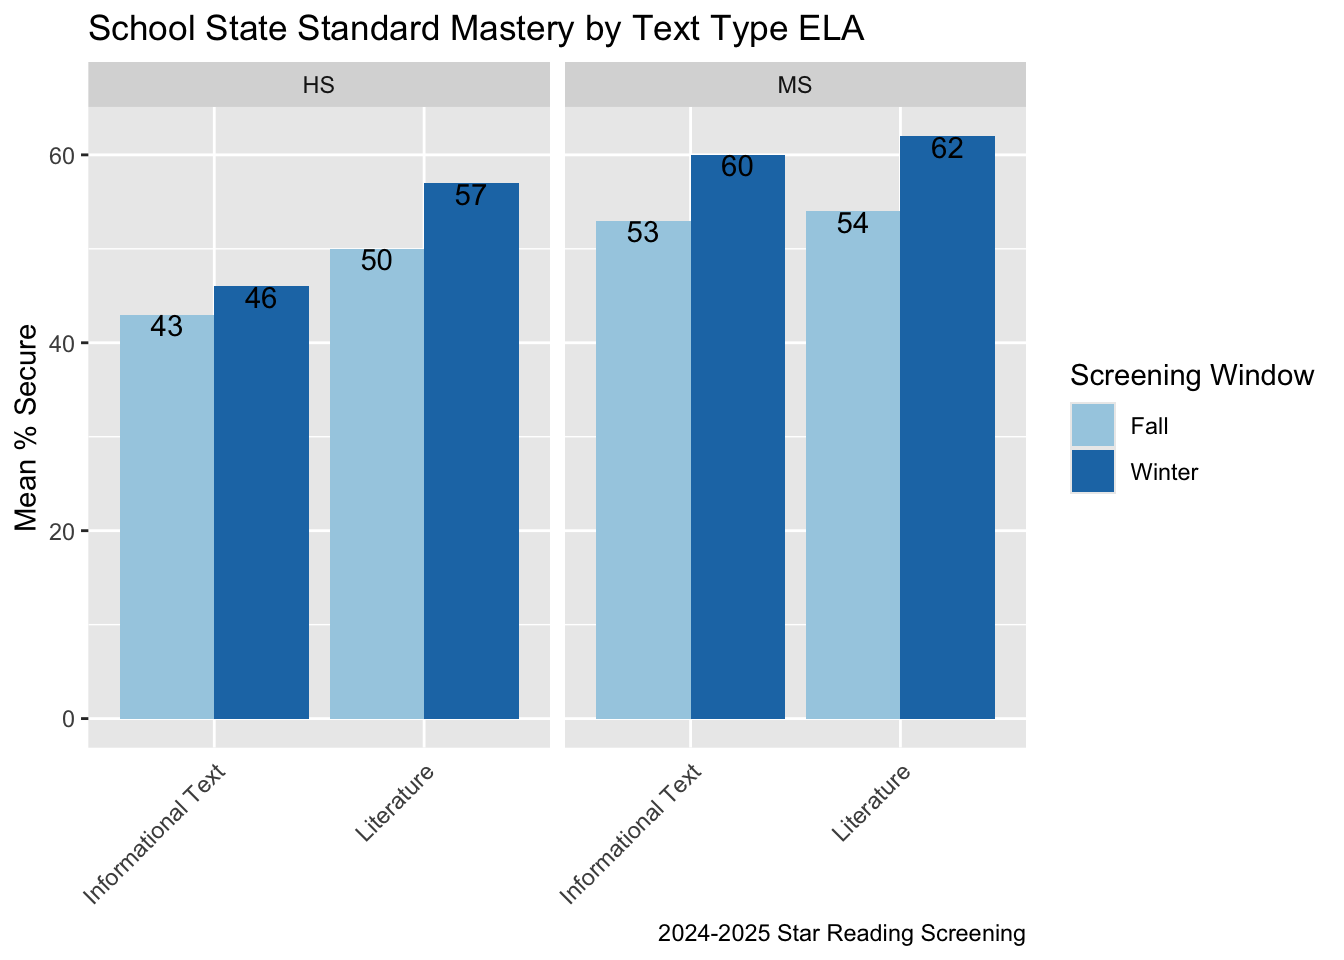 School State Standard Mastery by Text Type ELA
HS
MS
Mean % Secure
60
40
20
0
43
46
50
57
53
60
54
62
Informational Text
Literature
Informational Text
Literature
Screening Window
Fall
Winter
2024-2025 Star Reading Screening